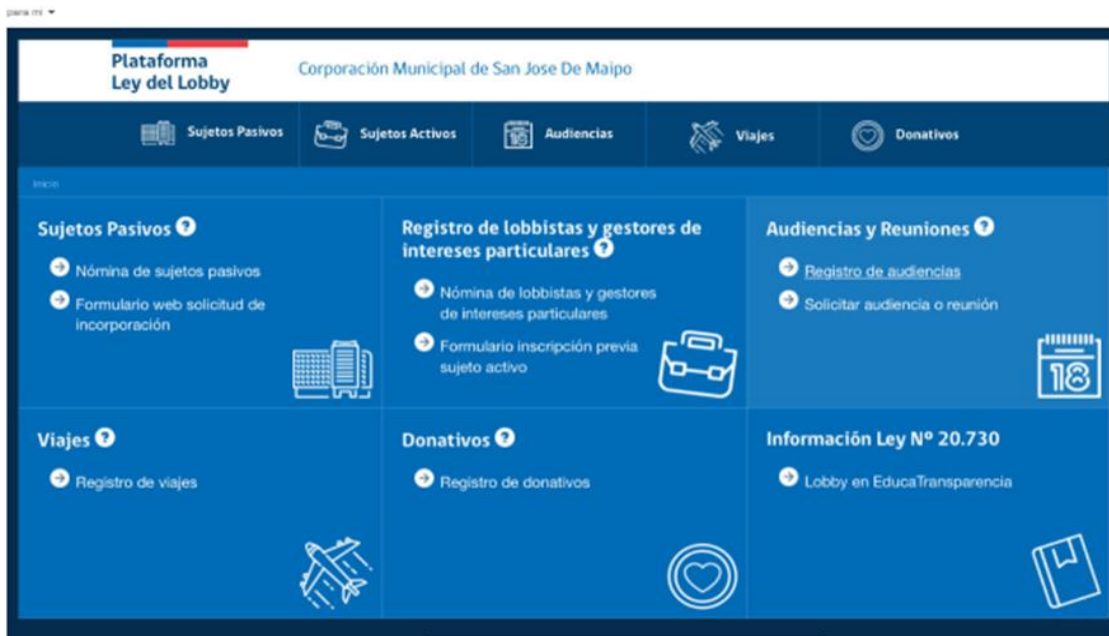 para mi
Plataforma
Ley del Lobby
Corporación Municipal de San Jose De Maipo
Sujetos Pasivos
Sujetos Activos
18
Audiencias
Viajes
Donativos
Inicio
Sujetos Pasivos ?
Nómina de sujetos pasivos
Formulario web solicitud de
incorporación
Registro de lobbistas y gestores de
intereses particulares ?
Nómina de lobbistas y gestores
de intereses particulares
Formulario inscripción previa
sujeto activo
Audiencias y Reuniones ?
Registro de audiencias
Solicitar audiencia o reunión
18
Viajes ?
Registro de viajes
Donativos ?
Registro de donativos
Información Ley Nº 20.730
Lobby en EducaTransparencia